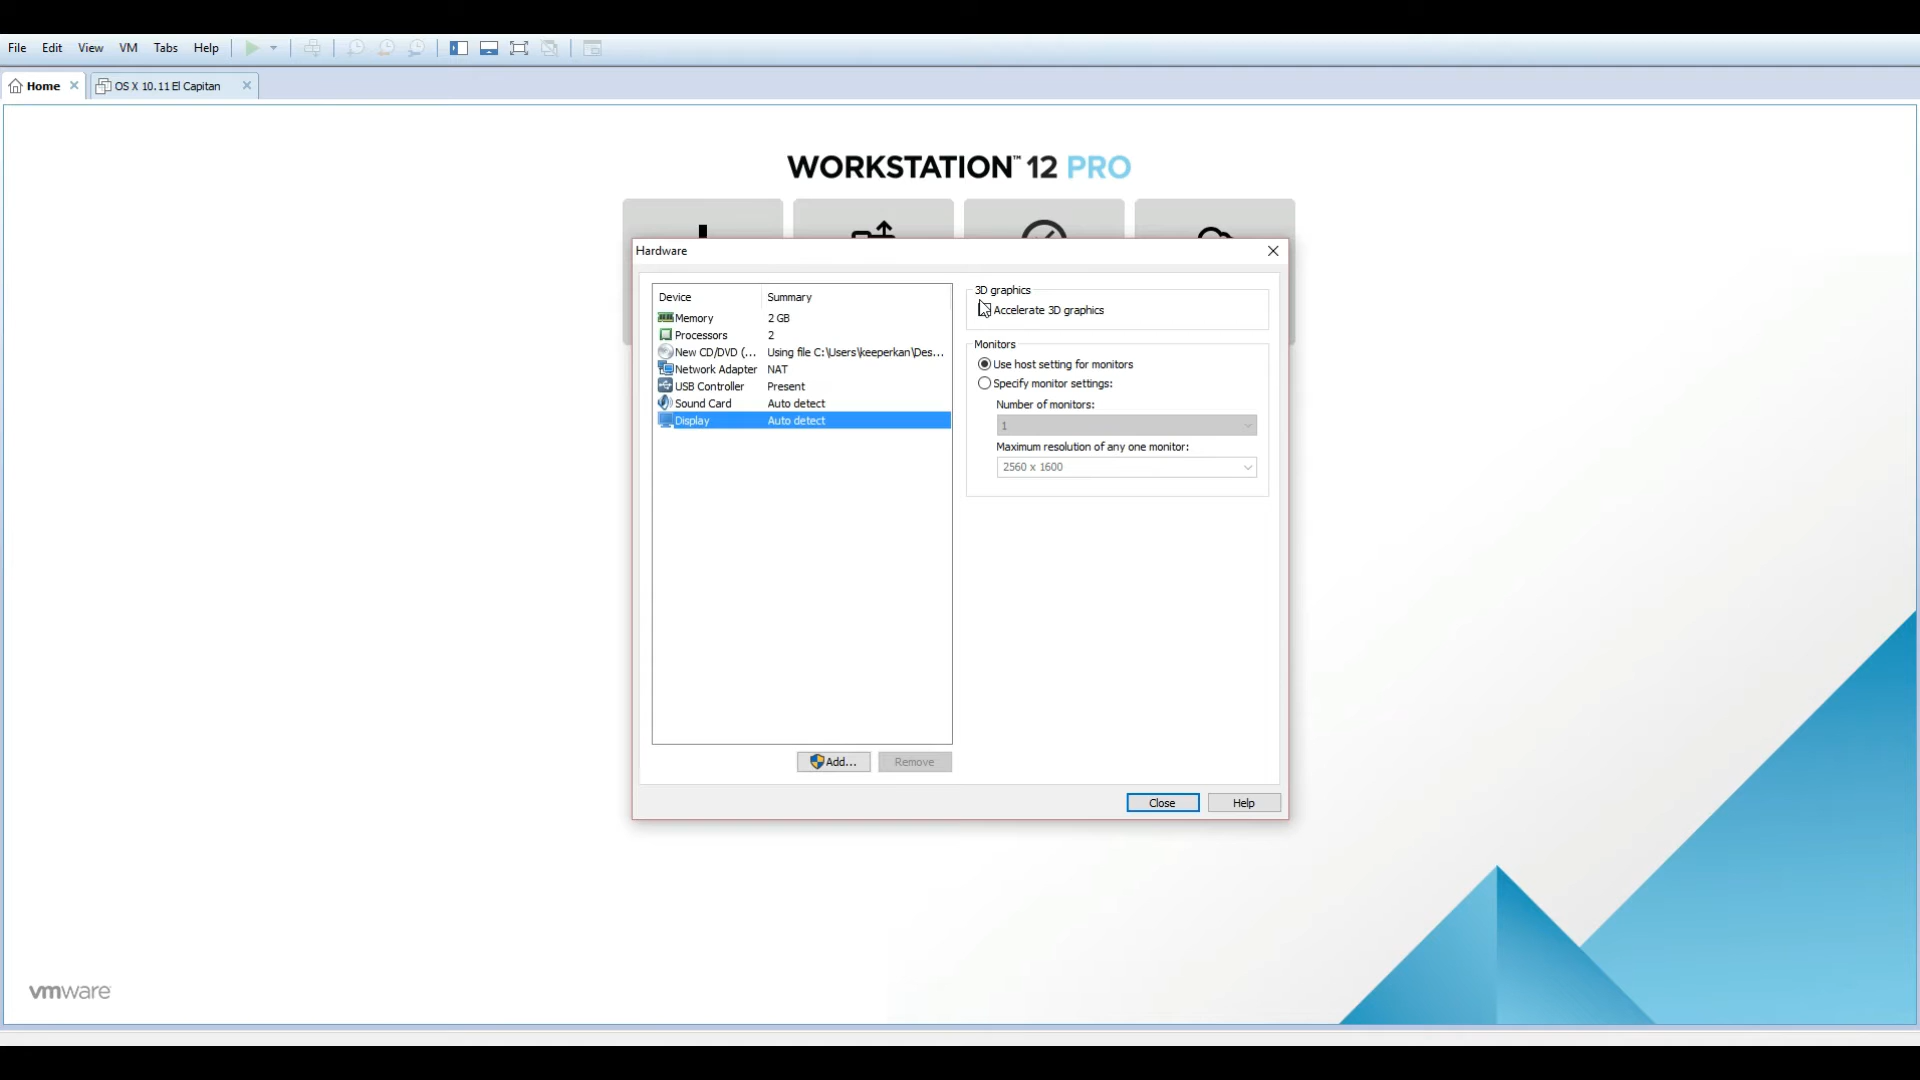 File Edit View VM Tabs Help
Home OS X 10.11 El Capitan
WORKSTATION™ 12 PRO
Hardware
Device Summary
Memory 2 GB
Processors 2
New CD/DVD (... Using file C:\Users\keeperkan\Des...
Network Adapter NAT
USB Controller Present
Sound Card Auto detect
Display Auto detect
Add... Remove
3D graphics
Accelerate 3D graphics
Monitors
Use host setting for monitors
Specify monitor settings:
Number of monitors:
1
Maximum resolution of any one monitor:
2560 x 1600
Close Help
vmware